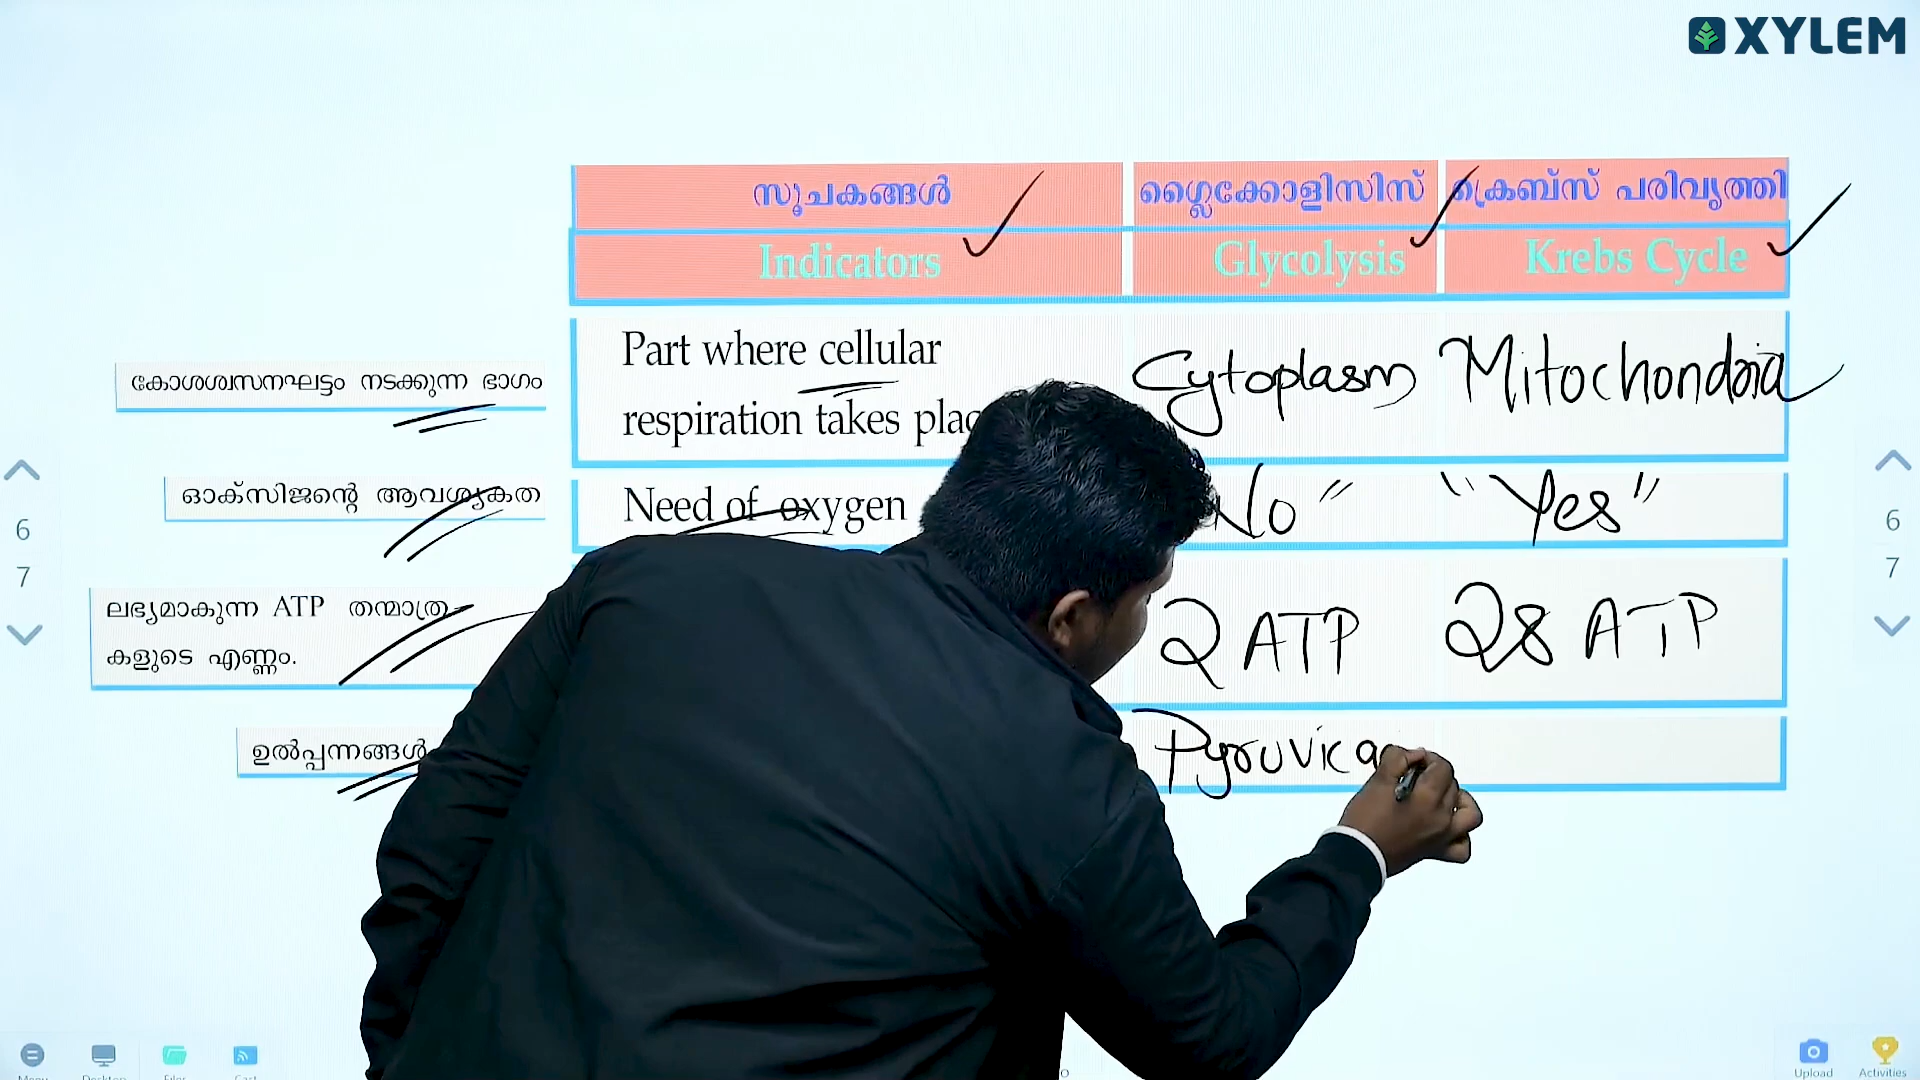 XYLEM
സൂചകങ്ങൾ ഗ്ലൈക്കോളിസിസ് ക്രെബ്സ് പരിവൃത്തി
Indicators Glycolysis Krebs Cycle
കോശശ്വസനഘട്ടം നടക്കുന്ന ഭാഗം
Part where cellular
respiration takes plac
Cytoplasm Mitochondria
ഓക്സിജന്റെ ആവശ്യകത
Need of oxygen
No" "Yes"
ലഭ്യമാകുന്ന ATP തന്മാത്ര-
കളുടെ എണ്ണം.
2 ATP 28 ATP
ഉൽപ്പന്നങ്ങൾ
Pyruvic a
6
7
6
7
Upload
Activities